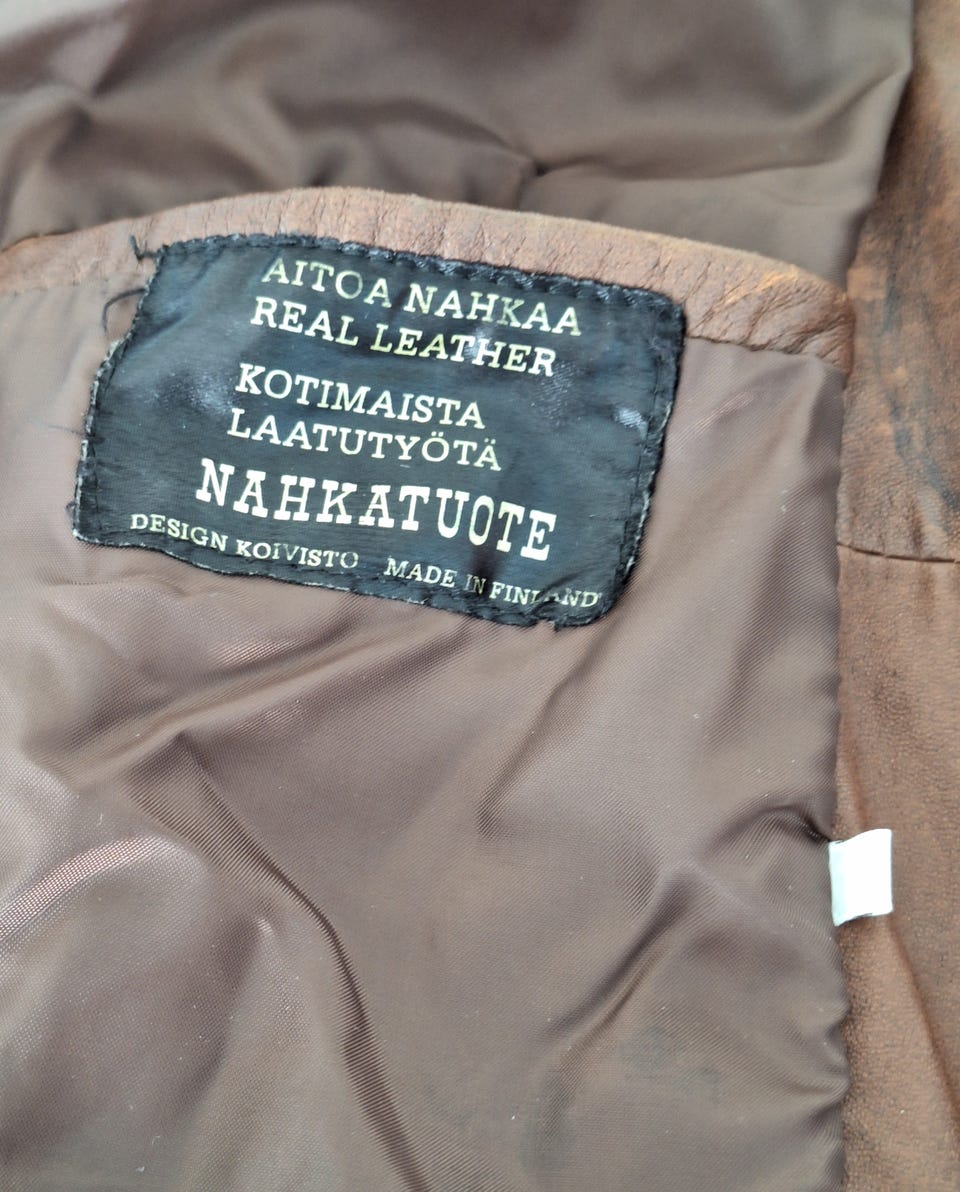 AITOA NAHKAA
REAL LEATHER
KOTIMAISTA
LAATUTYÖTÄ
NAHKATUOTE
DESIGN KOIVISTO MADE IN FINLAND